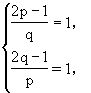 2p-1/q = 1,
2q-1/p = 1,